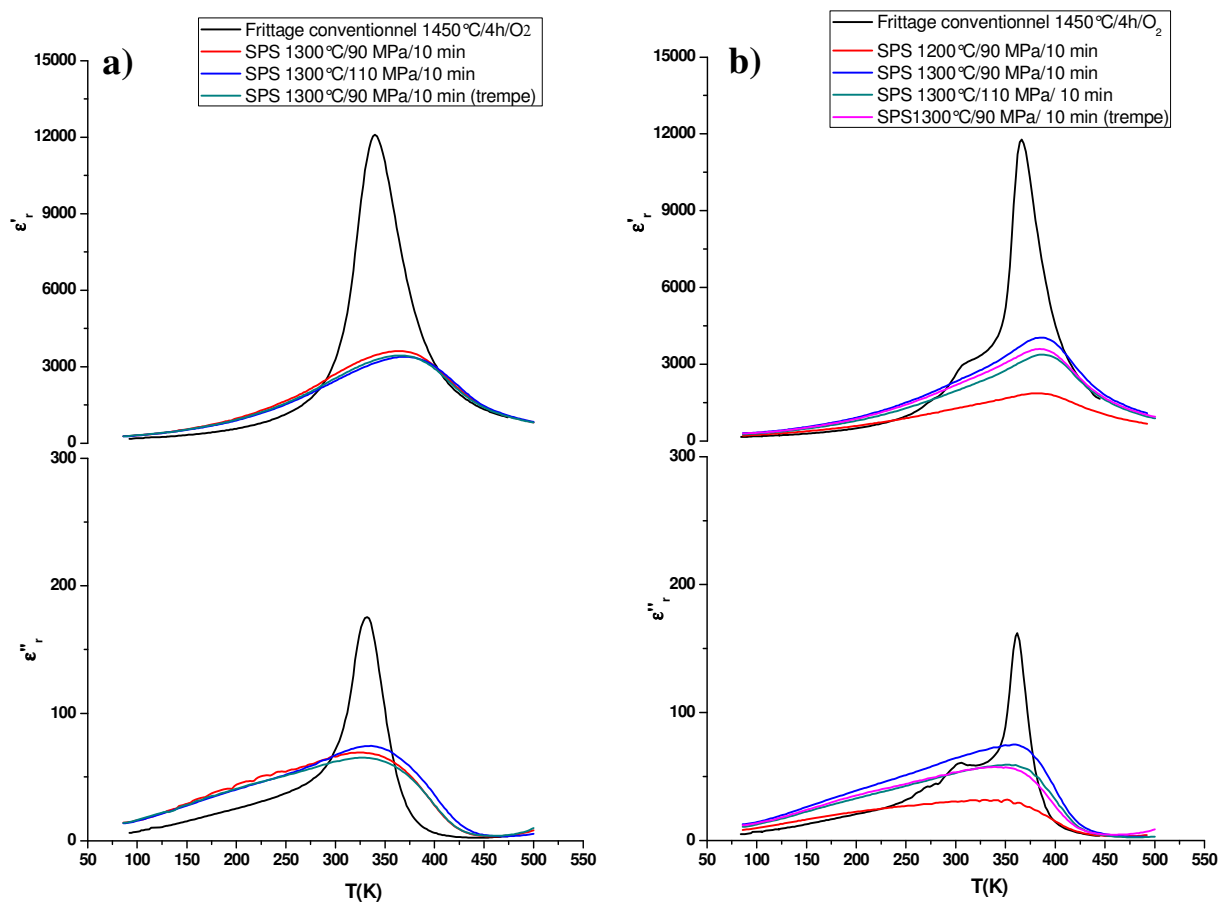 a)
Frittage conventionnel 1450°C/4h/O2
SPS 1300°C/90 MPa/10 min
SPS 1300°C/110 MPa/10 min
SPS 1300°C/90 MPa/10 min (trempe)
15000
12000
9000
6000
3000
0
ε'r
300
200
100
0
ε''r
50 100 150 200 250 300 350 400 450 500 550
T(K)
b)
Frittage conventionnel 1450°C/4h/O2
SPS 1200°C/90 MPa/10 min
SPS 1300°C/90 MPa/10 min
SPS 1300°C/110 MPa/ 10 min
SPS1300°C/90 MPa/ 10 min (trempe)
15000
12000
9000
6000
3000
0
ε'r
300
200
100
0
ε''r
50 100 150 200 250 300 350 400 450 500 550
T(K)